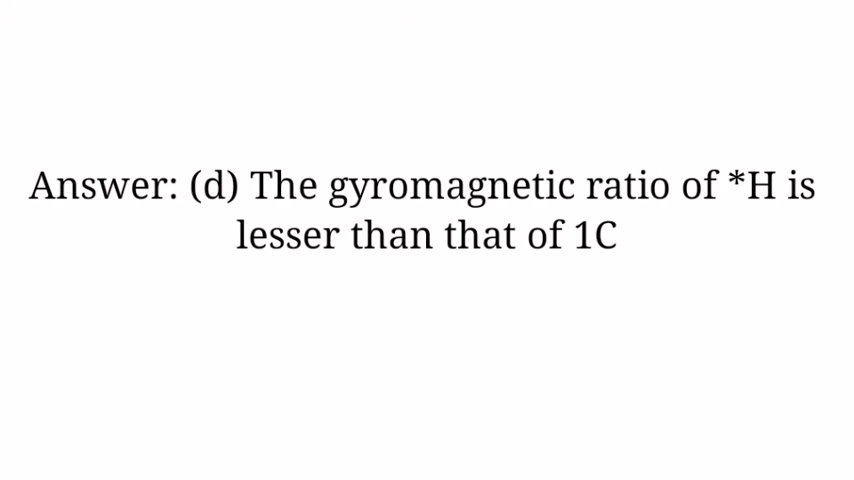 Answer: (d) The gyromagnetic ratio of *H is
lesser than that of 1C